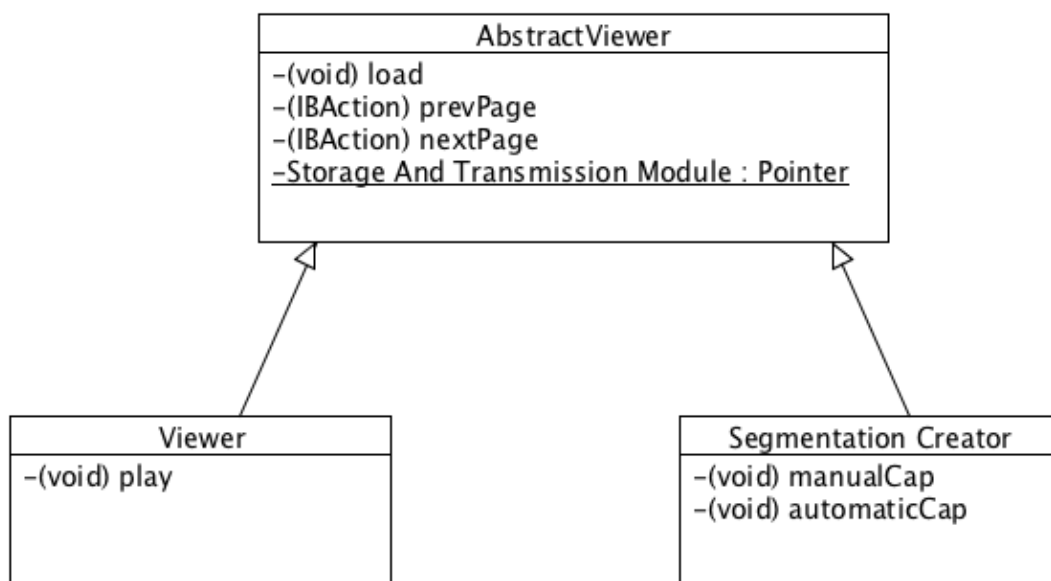 AbstractViewer
-(void) load
-(IBAction) prevPage
-(IBAction) nextPage
-Storage And Transmission Module : Pointer
Viewer
-(void) play
Segmentation Creator
-(void) manualCap
-(void) automaticCap